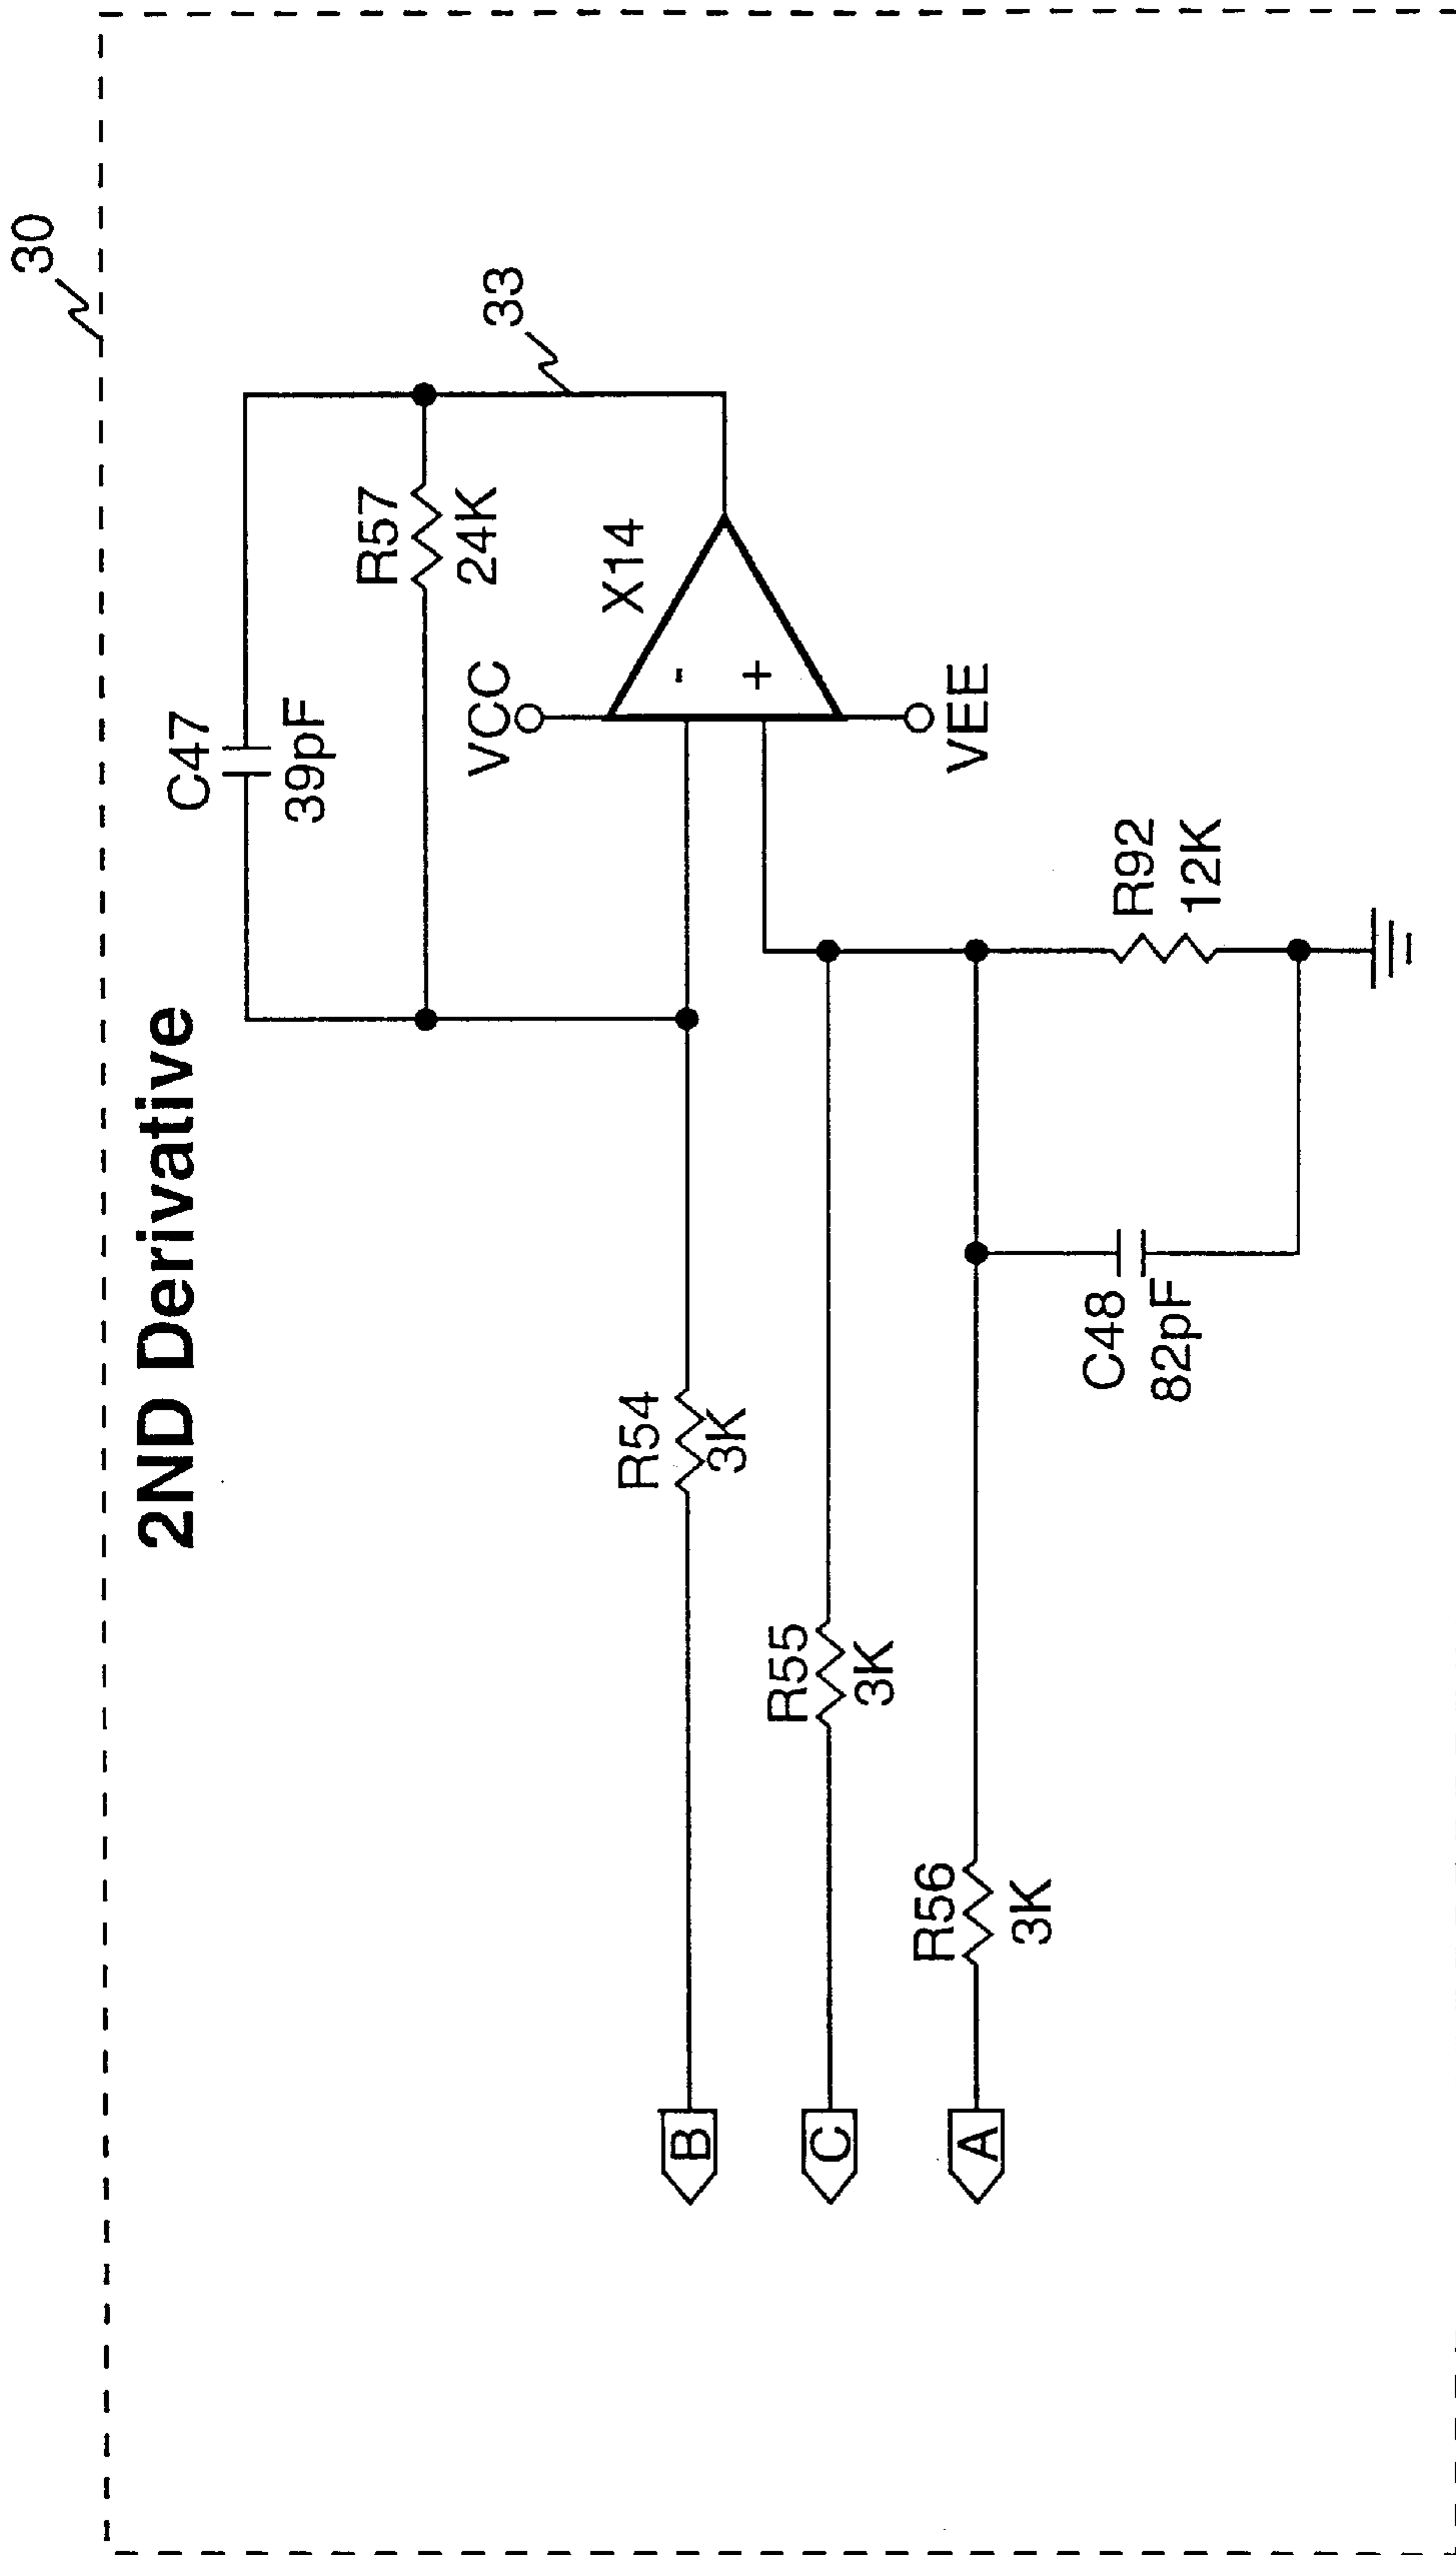 30
2ND Derivative
C47
39pF
33
R57
24K
X14
VCC
-
+
VEE
R54
3K
B
R55
3K
C
R56
3K
A
R92
12K
C48
82pF